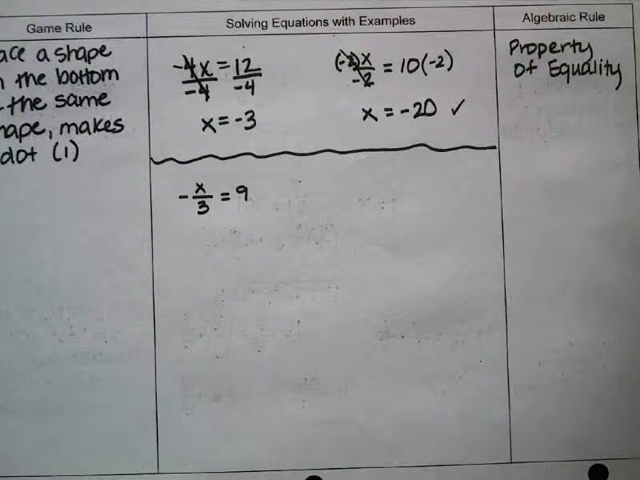 Game Rule
Solving Equations with Examples
Algebraic Rule
ace a shape
n the bottom
the same
hape, makes
dot (1)
-4x = 12
-4 -4
x = -3
(-2) x = 10(-2)
-2
x = -20 ✓
- x/3 = 9
Property
of Equality